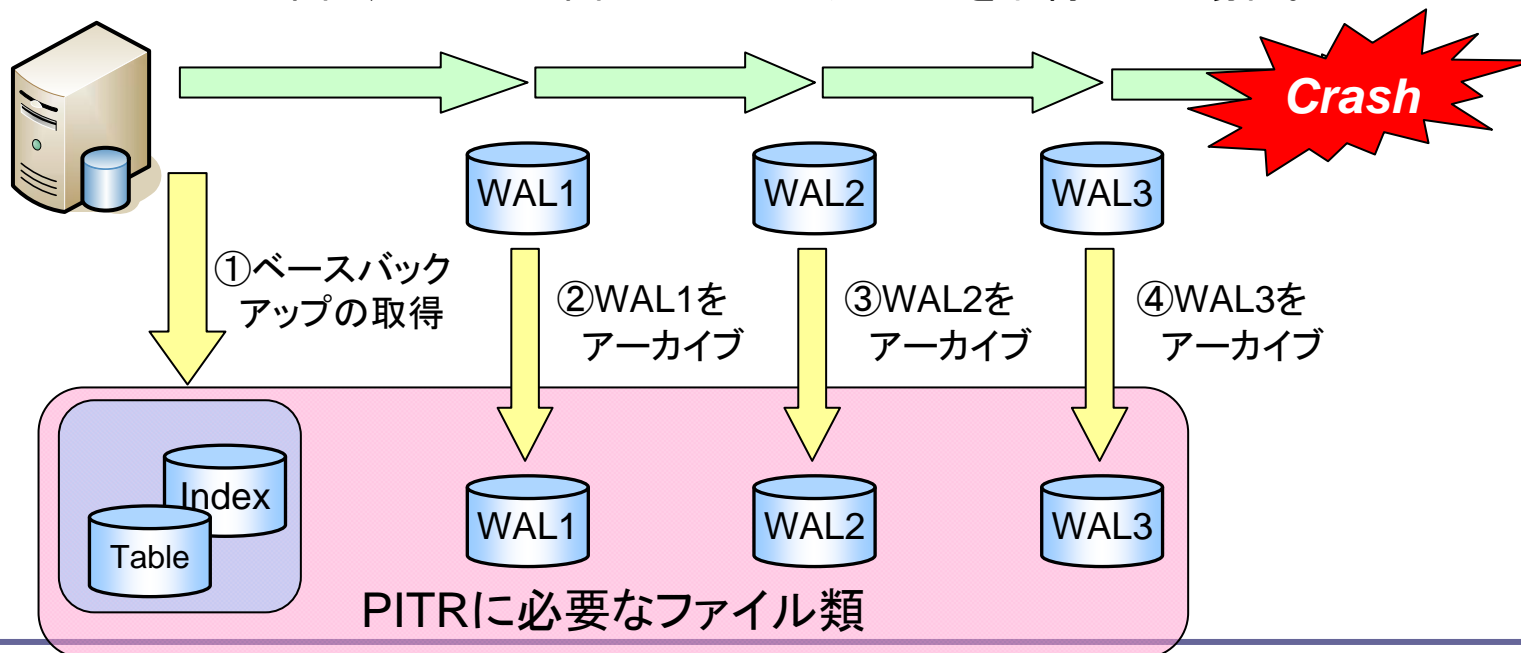 Crash
WAL1
WAL2
WAL3
①ベースバック
アップの取得
②WAL1を
アーカイブ
③WAL2を
アーカイブ
④WAL3を
アーカイブ
Index
Table
WAL1
WAL2
WAL3
PITRに必要なファイル類